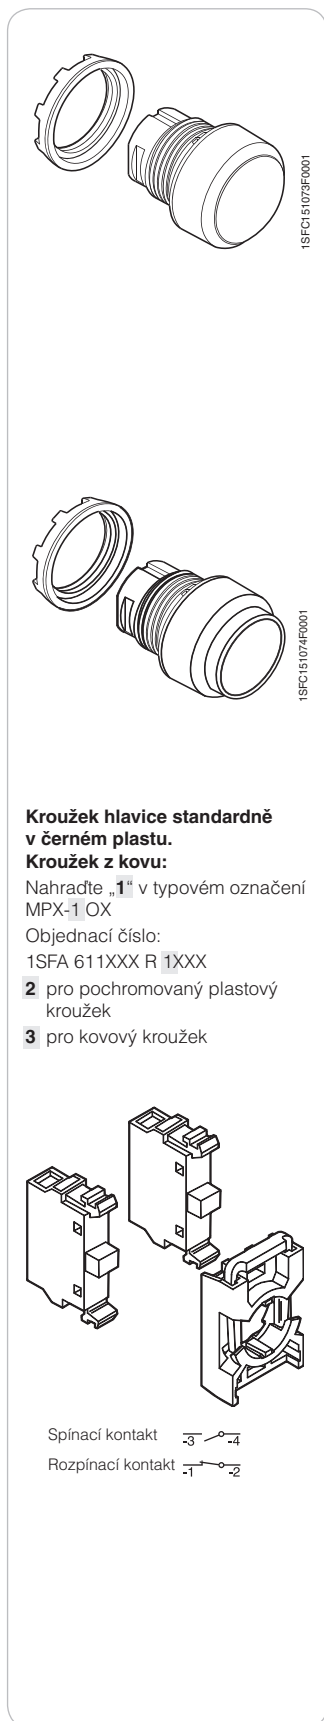 1SFC151073F0001
1SFC151074F0001
Kroužek hlavice standardně
v černém plastu.
Kroužek z kovu:
Nahraďte „1“ v typovém označení
MPX-1 OX
Objednací číslo:
1SFA 611XXX R 1XXX
2 pro pochromovaný plastový
kroužek
3 pro kovový kroužek
Spínací kontakt -3 -4
Rozpínací kontakt -1 -2